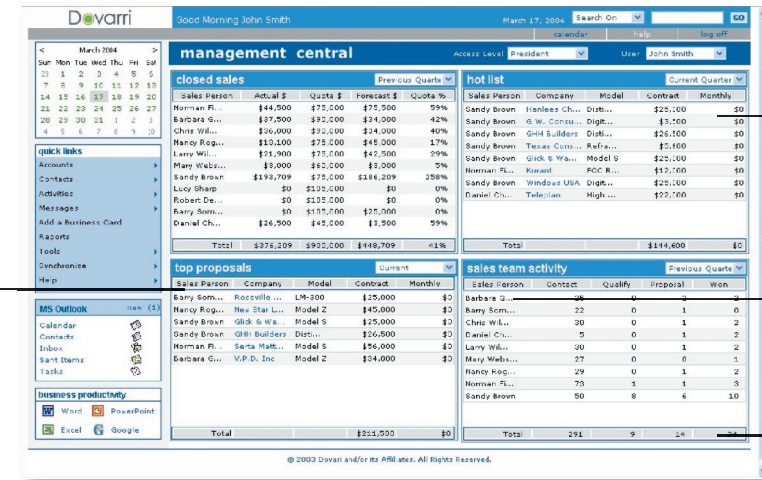 Dovarri
Good Morning John Smith
March 17, 2004 Search On GO
calendar help log off
< March 2004 >
Sun Mon Tue Wed Thu Fri Sat
29 1 2 3 4 5 6
7 8 9 10 11 12 13
14 15 16 17 18 19 20
21 22 23 24 25 26 27
28 29 30 31 1 2 3
4 5 6 7 8 9 10
quick links
Accounts
Contacts
Activities
Messages
Add a Business Card
Reports
Tools
Synchronize
Help
MS Outlook new (1)
Calendar
Contacts
Inbox
Sent Items
Tasks
business productivity
Word PowerPoint
Excel Google
management central
Access Level President User John Smith
closed sales Previous Quarte
Sales Person Actual $ Quota $ Forecast $ Quota %
Norman Fi... $44,500 $75,000 $75,500 59%
Barbara G... $37,500 $90,000 $34,000 42%
Chris Wil... $36,000 $90,000 $34,000 40%
Nancy Rog... $13,100 $75,000 $45,000 17%
Larry Wil... $21,900 $75,000 $42,500 29%
Mary Webs... $3,000 $60,000 $3,000 5%
Sandy Brown $193,709 $75,000 $186,209 258%
Lucy Sharp $0 $105,000 $0 0%
Robert De... $0 $105,000 $0 0%
Barry Som... $0 $105,000 $25,000 0%
Daniel Ch... $26,500 $45,000 $3,500 59%
Total $376,209 $900,000 $448,709 41%
hot list Current Quarter
Sales Person Company Model Contract Monthly
Sandy Brown Hanlees Ch... Disti... $25,000 $0
Sandy Brown G.W. Consu... Digit... $3,500 $0
Sandy Brown GHH Builders Disti... $26,500 $0
Sandy Brown Texas Cons... Refra... $5,600 $0
Sandy Brown Glick & Wa... Model S $25,000 $0
Norman Fi... Kurant FCC R... $12,000 $0
Sandy Brown Windows USA Digit... $25,000 $0
Daniel Ch... Teleplan High ... $22,000 $0
Total $144,600 $0
top proposals Current
Sales Person Company Model Contract Monthly
Barry Som... Roseville ... LM-300 $25,000 $0
Nancy Rog... New Star L... Model Z $45,000 $0
Sandy Brown Glick & Wa... Model S $25,000 $0
Sandy Brown GHH Builders Disti... $26,500 $0
Norman Fi... Serta Matt... Model S $56,000 $0
Barbara G... V.P.D. Inc Model Z $34,000 $0
Total $211,500 $0
sales team activity Previous Quarte
Sales Person Contact Qualify Proposal Won
Barbara G...
Barry Som... 22 0 1 0
Chris Wil... 30 0 1 2
Daniel Ch... 5 0 1 2
Larry Wil... 30 0 1 2
Mary Webs... 27 0 0 1
Nancy Rog... 29 0 1 2
Norman Fi... 73 1 1 3
Sandy Brown 50 8 6 10
Total 291 9 14
© 2003 Dovarri and/or its Affiliates. All Rights Reserved.